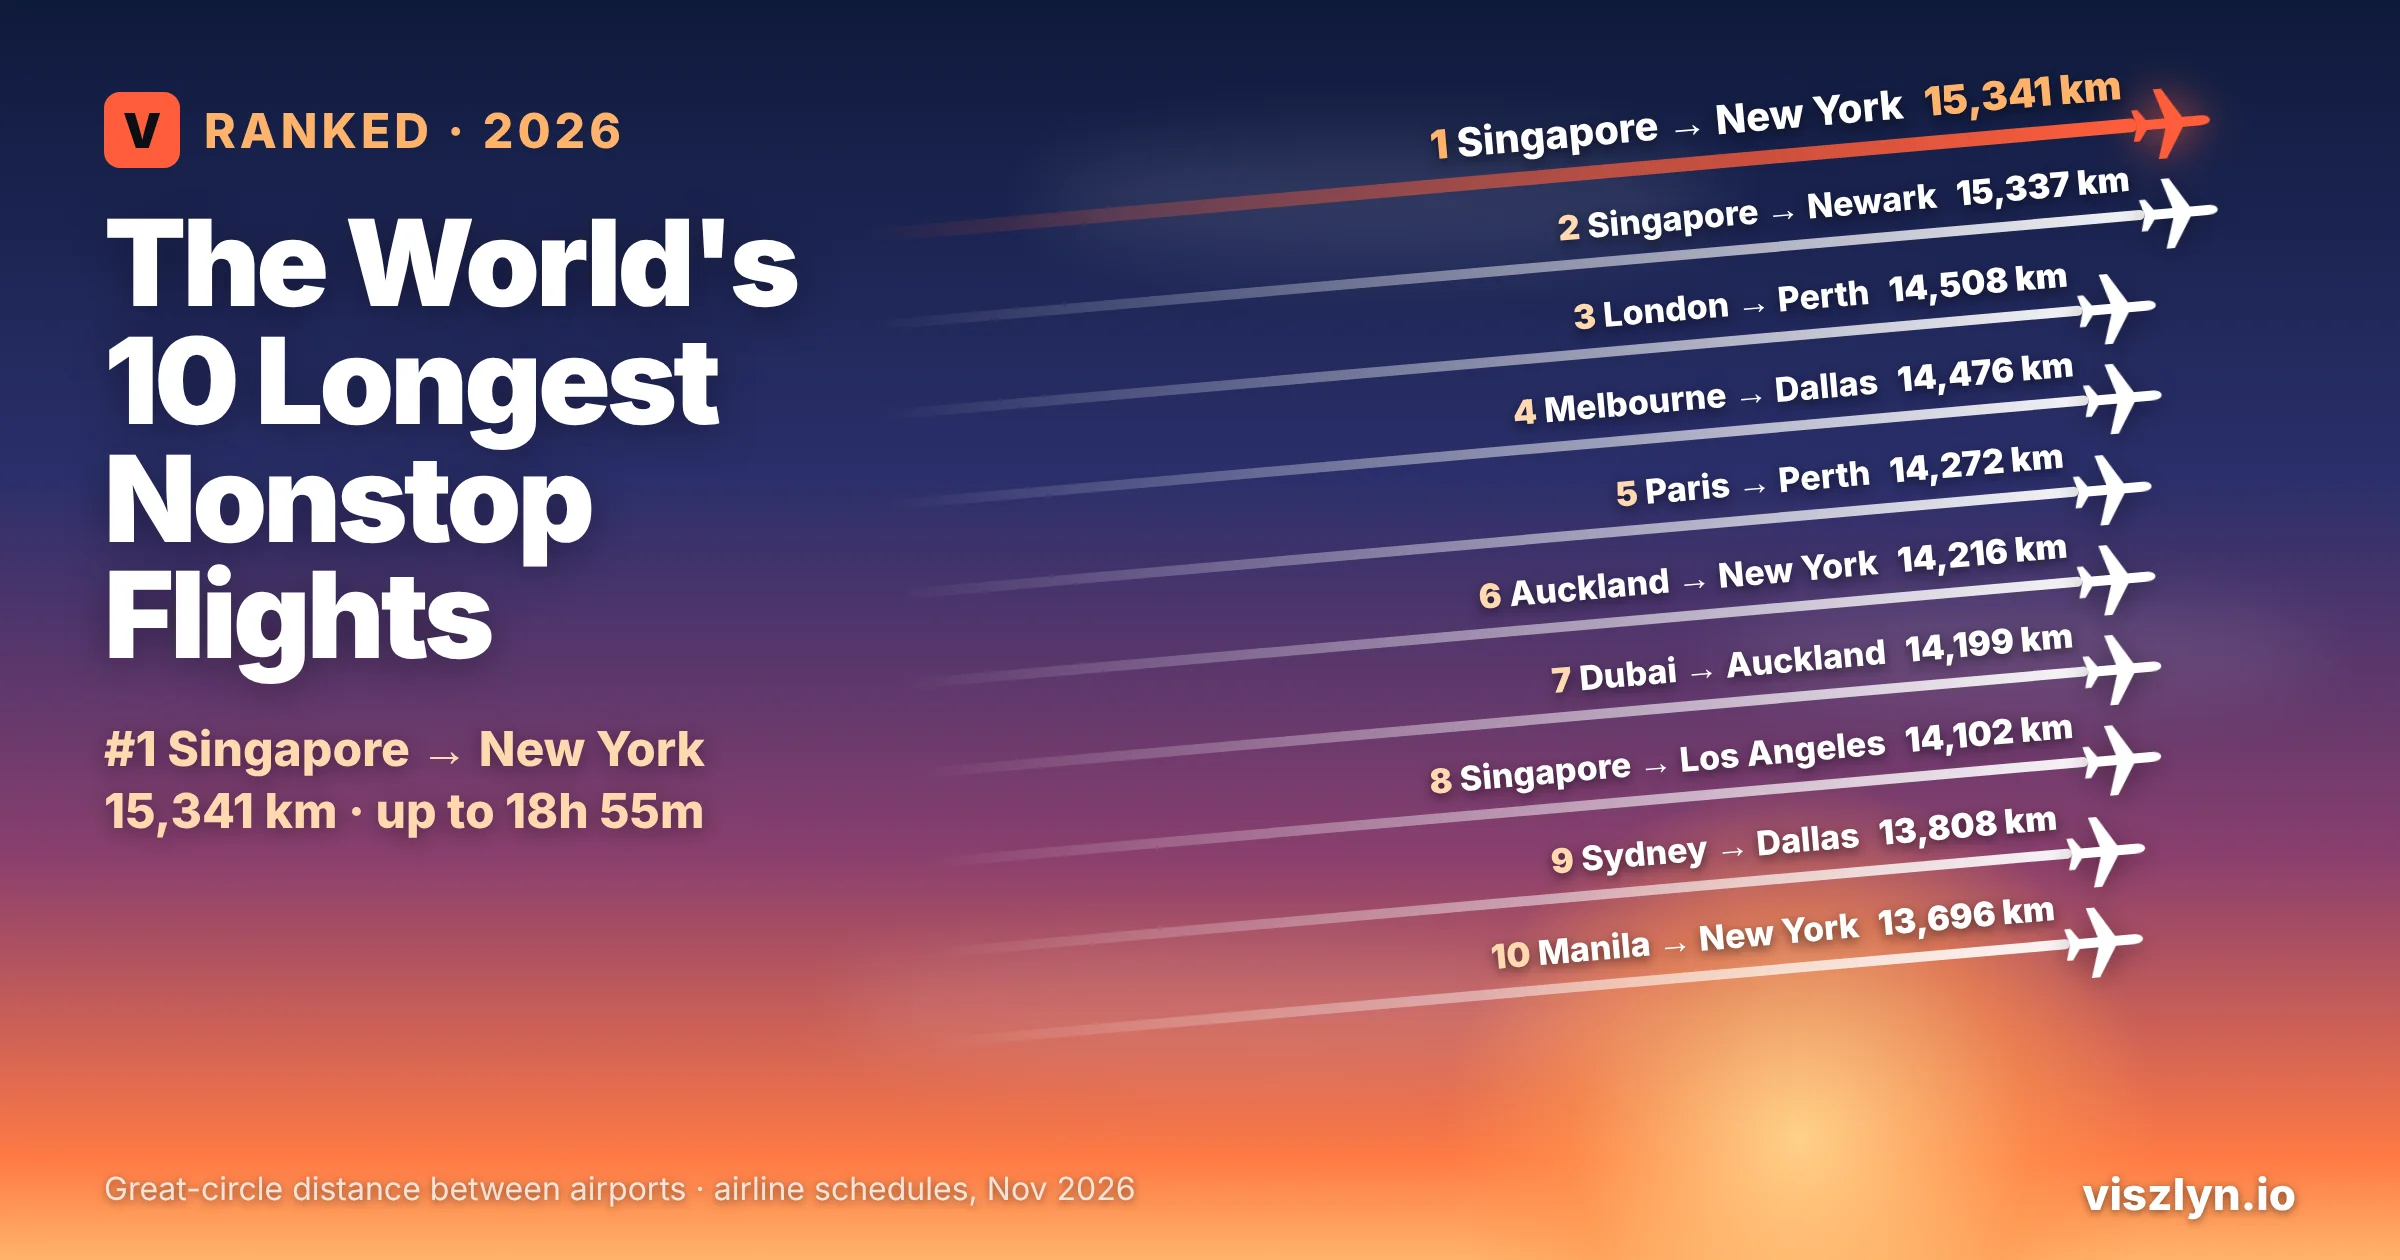 V RANKED · 2026
The World's
10 Longest
Nonstop
Flights
#1 Singapore → New York
15,341 km · up to 18h 55m
1 Singapore → New York 15,341 km
2 Singapore → Newark 15,337 km
3 London → Perth 14,508 km
4 Melbourne → Dallas 14,476 km
5 Paris → Perth 14,272 km
6 Auckland → New York 14,216 km
7 Dubai → Auckland 14,199 km
8 Singapore → Los Angeles 14,102 km
9 Sydney → Dallas 13,808 km
10 Manila → New York 13,696 km
Great-circle distance between airports · airline schedules, Nov 2026
viszlyn.io